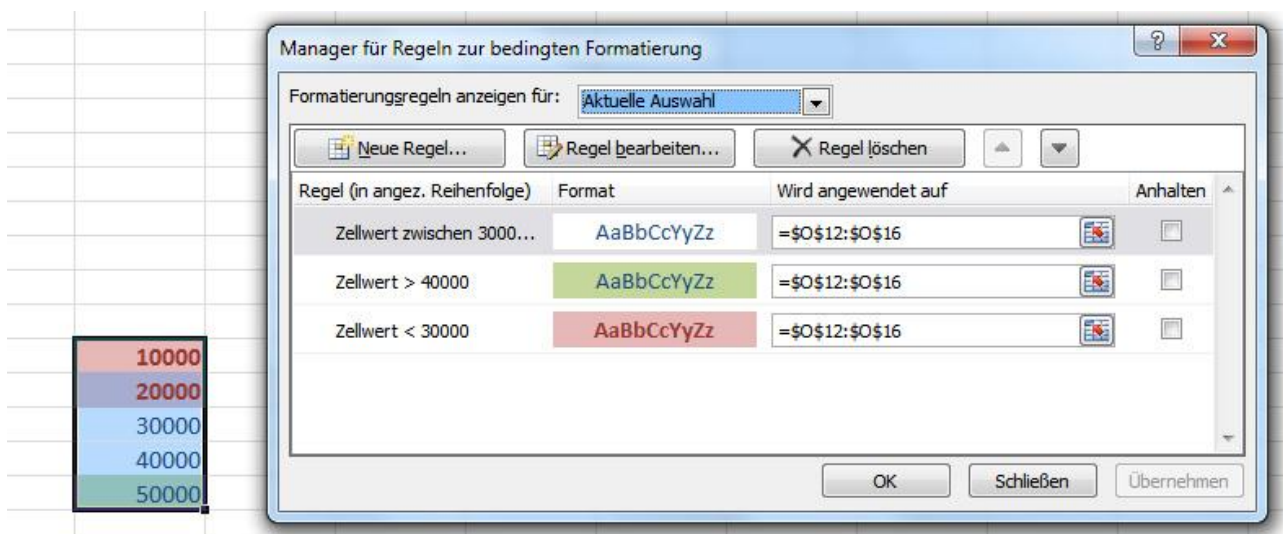 Manager für Regeln zur bedingten Formatierung
Formatierungsregeln anzeigen für: Aktuelle Auswahl
Neue Regel... Regel bearbeiten... Regel löschen
Regel (in angez. Reihenfolge) Format Wird angewendet auf Anhalten
Zellwert zwischen 3000... AaBbCcYyZz =$O$12:$O$16
Zellwert > 40000 AaBbCcYyZz =$O$12:$O$16
Zellwert < 30000 AaBbCcYyZz =$O$12:$O$16
10000
20000
30000
40000
50000
OK Schließen Übernehmen